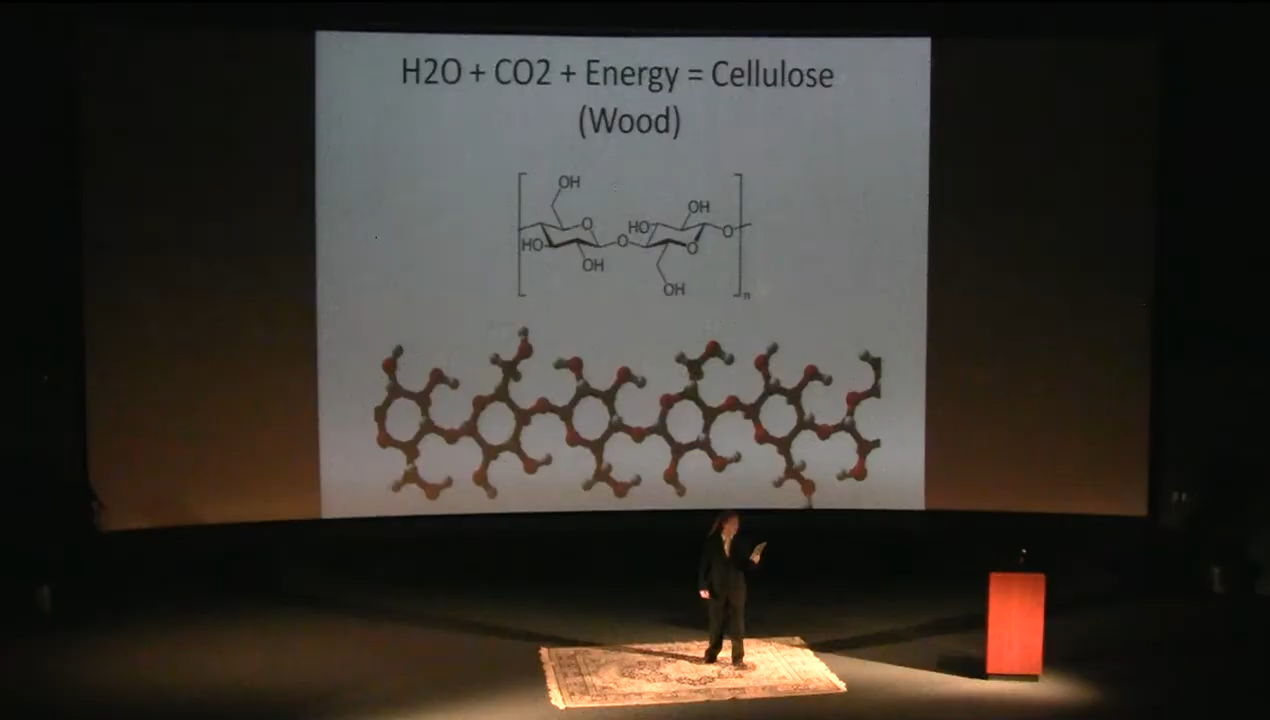 H2O + CO2 + Energy = Cellulose
(Wood)
OH
OH
O
HO
HO
O
O
O
OH
OH
n